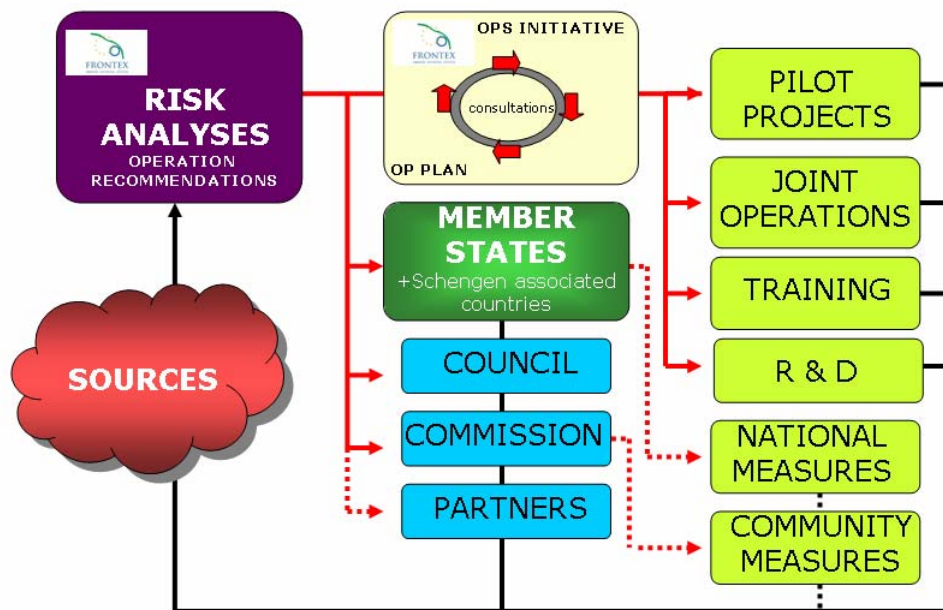 FRONTEX
RISK
ANALYSES
OPERATION
RECOMMENDATIONS
OPS INITIATIVE
FRONTEX
consultations
OP PLAN
MEMBER
STATES
+Schengen associated
countries
COUNCIL
COMMISSION
PARTNERS
SOURCES
PILOT
PROJECTS
JOINT
OPERATIONS
TRAINING
R & D
NATIONAL
MEASURES
COMMUNITY
MEASURES